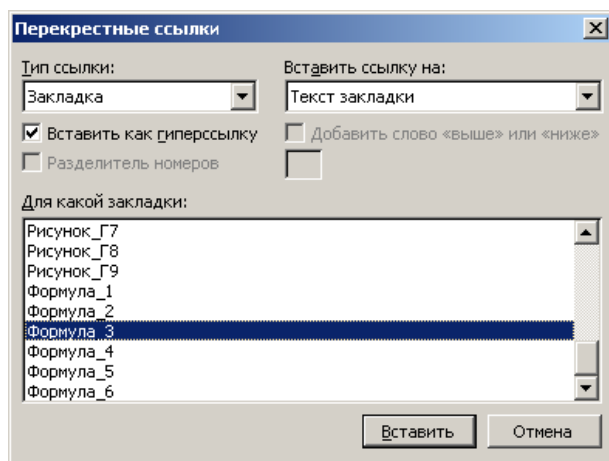 Перекрестные ссылки
Тип ссылки:
Вставить ссылку на:
Закладка
Текст закладки
Вставить как гиперссылку
Добавить слово «выше» или «ниже»
Разделитель номеров
Для какой закладки:
Рисунок_Г7
Рисунок_Г8
Рисунок_Г9
Формула_1
Формула_2
Формула_3
Формула_4
Формула_5
Формула_6
Вставить
Отмена